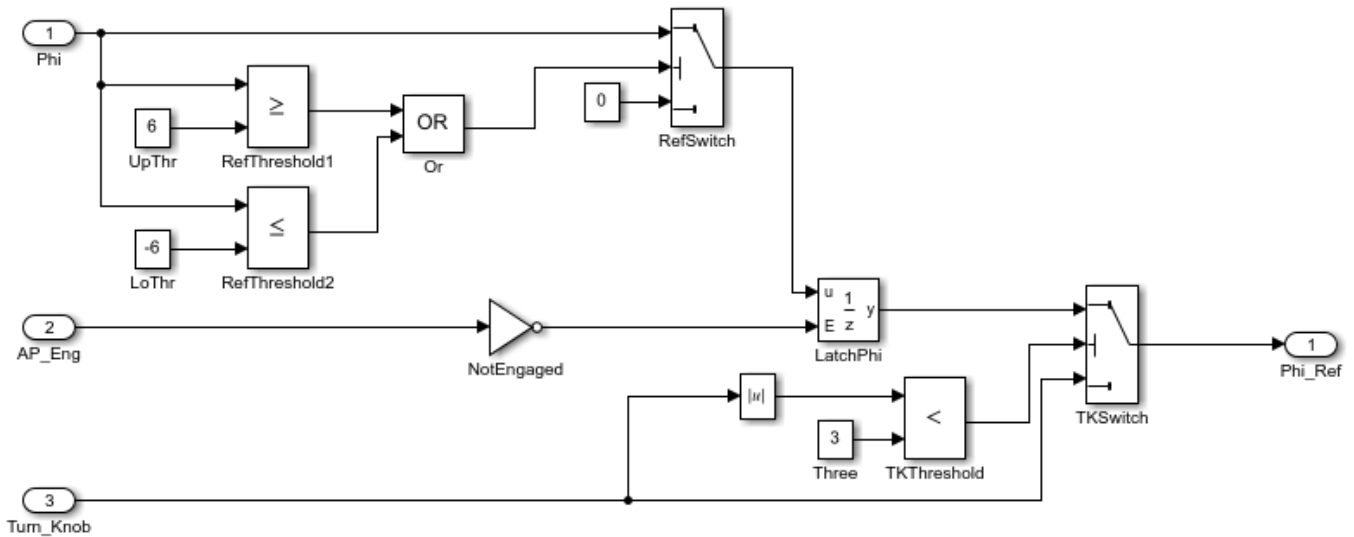 1
Phi
≥
6
UpThr
RefThreshold1
OR
Or
0
RefSwitch
≤
-6
LoThr
RefThreshold2
2
AP_Eng
NotEngaged
u
1
z
y
E
LatchPhi
TKSwitch
1
Phi_Ref
|u|
<
3
Three
TKThreshold
3
Turn_Knob